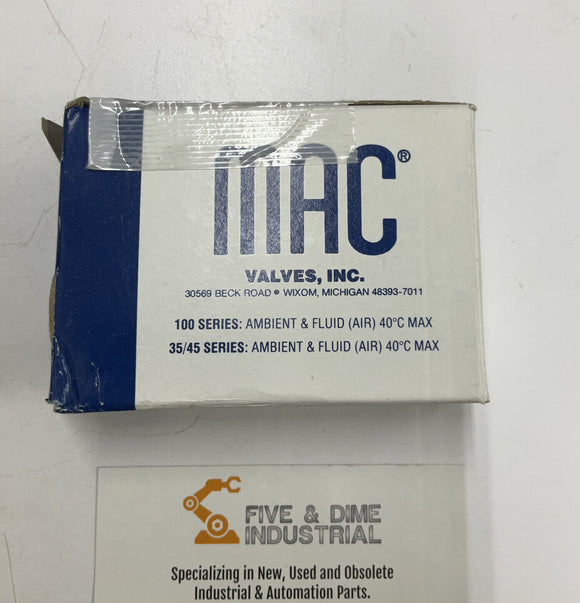 MAC®
VALVES, INC.
30569 BECK ROAD • WIXOM, MICHIGAN 48393-7011
100 SERIES: AMBIENT & FLUID (AIR) 40°C MAX
35/45 SERIES: AMBIENT & FLUID (AIR) 40°C MAX
FIVE & DIME
INDUSTRIAL
Specializing in New, Used and Obsolete
Industrial & Automation Parts.